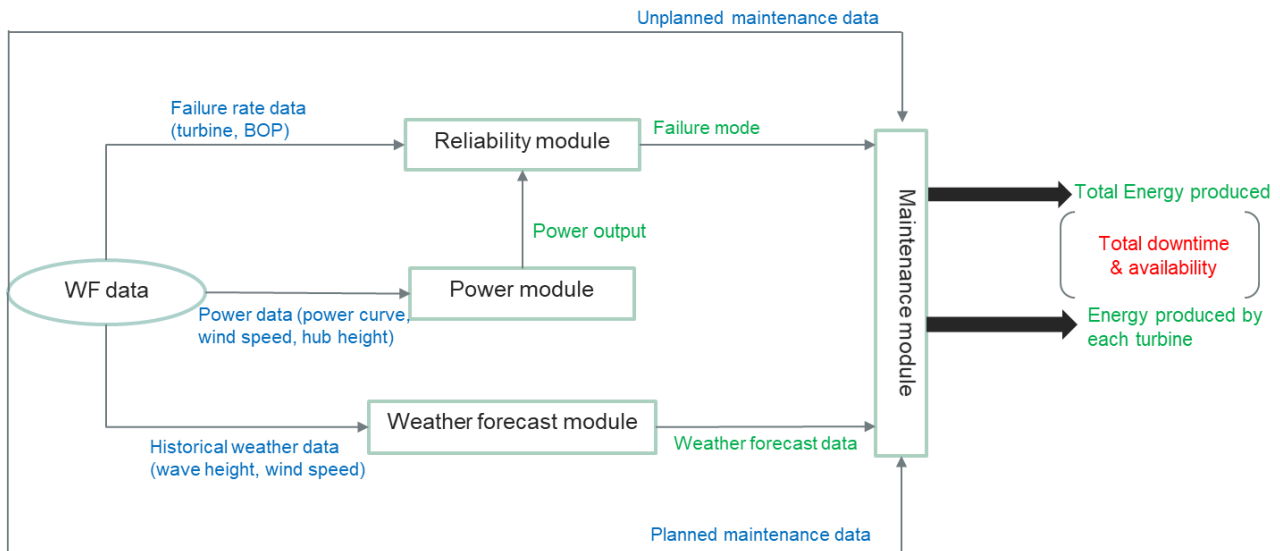 Unplanned maintenance data
Failure rate data
(turbine, BOP)
Reliability module
Failure mode
Maintenance module
Total Energy produced
Power output
Total downtime
& availability
WF data
Power module
Power data (power curve,
wind speed, hub height)
Energy produced by
each turbine
Weather forecast module
Historical weather data
(wave height, wind speed)
Weather forecast data
Planned maintenance data